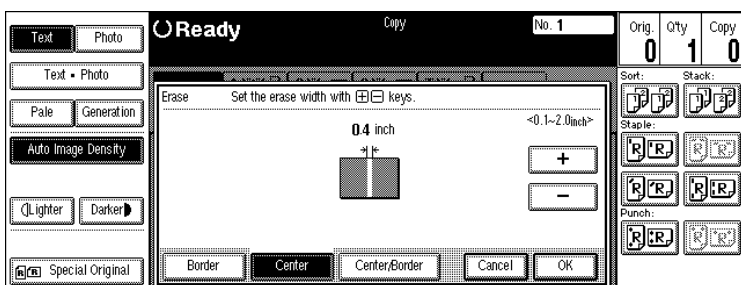 Text Photo
Text • Photo
Pale Generation
Auto Image Density
Lighter Darker
Special Original
Ready
Copy
No. 1
Orig. Q'ty Copy
0 1 0
Erase Set the erase width with ⊞⊟ keys.
0.4 inch
<0.1~2.0inch>
+
−
Border Center Center/Border Cancel OK
Sort: Stack:
Staple:
Punch: